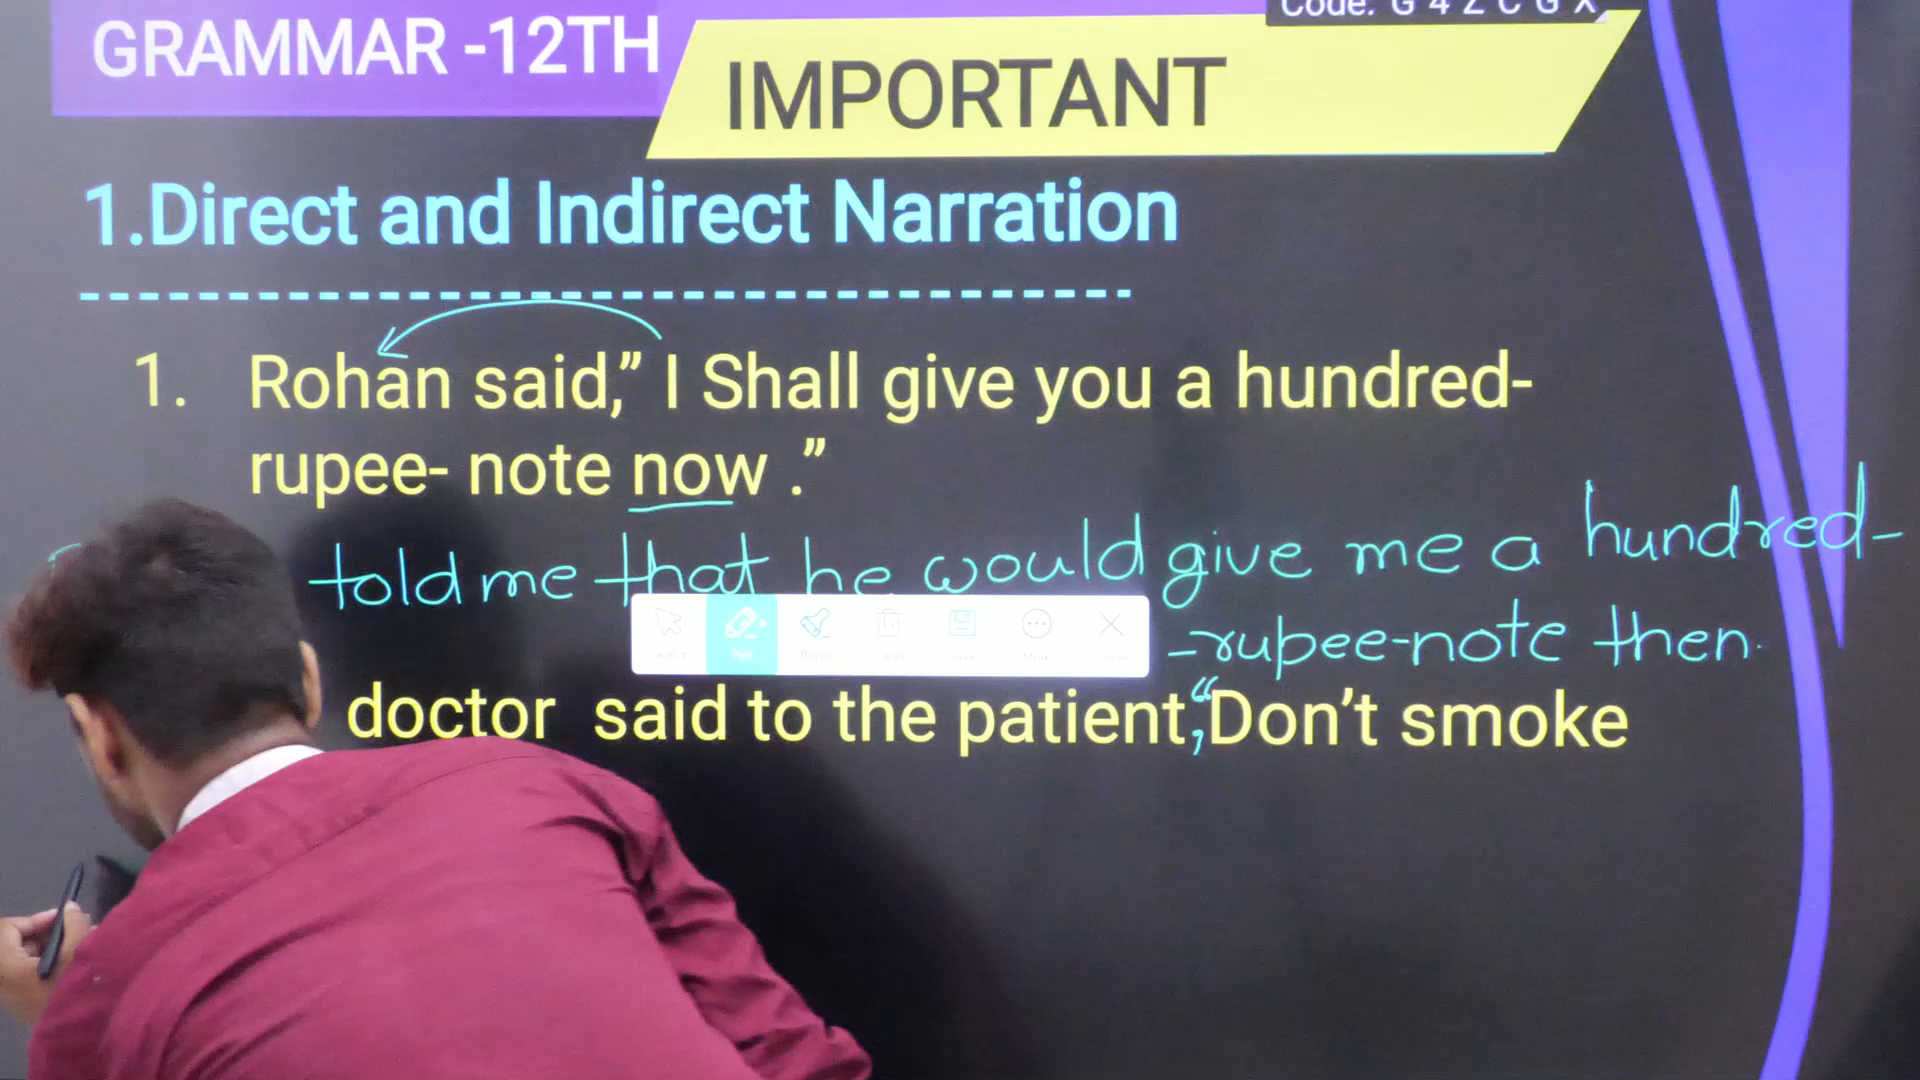 Code: G 4 Z C G X
GRAMMAR -12TH
IMPORTANT
1.Direct and Indirect Narration
1. Rohan said,” I Shall give you a hundred-
rupee- note now .”
told me that he would give me a hundred-
-rupee-note then.
doctor said to the patient,“Don’t smoke